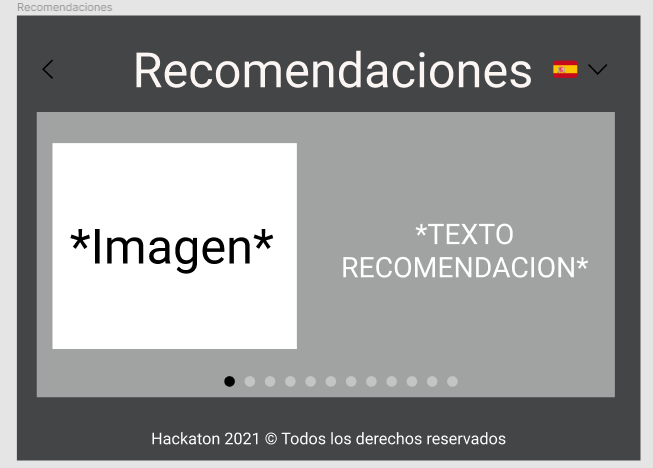 Recomendaciones
Recomendaciones
*Imagen*
*TEXTO
RECOMENDACION*
Hackaton 2021 © Todos los derechos reservados